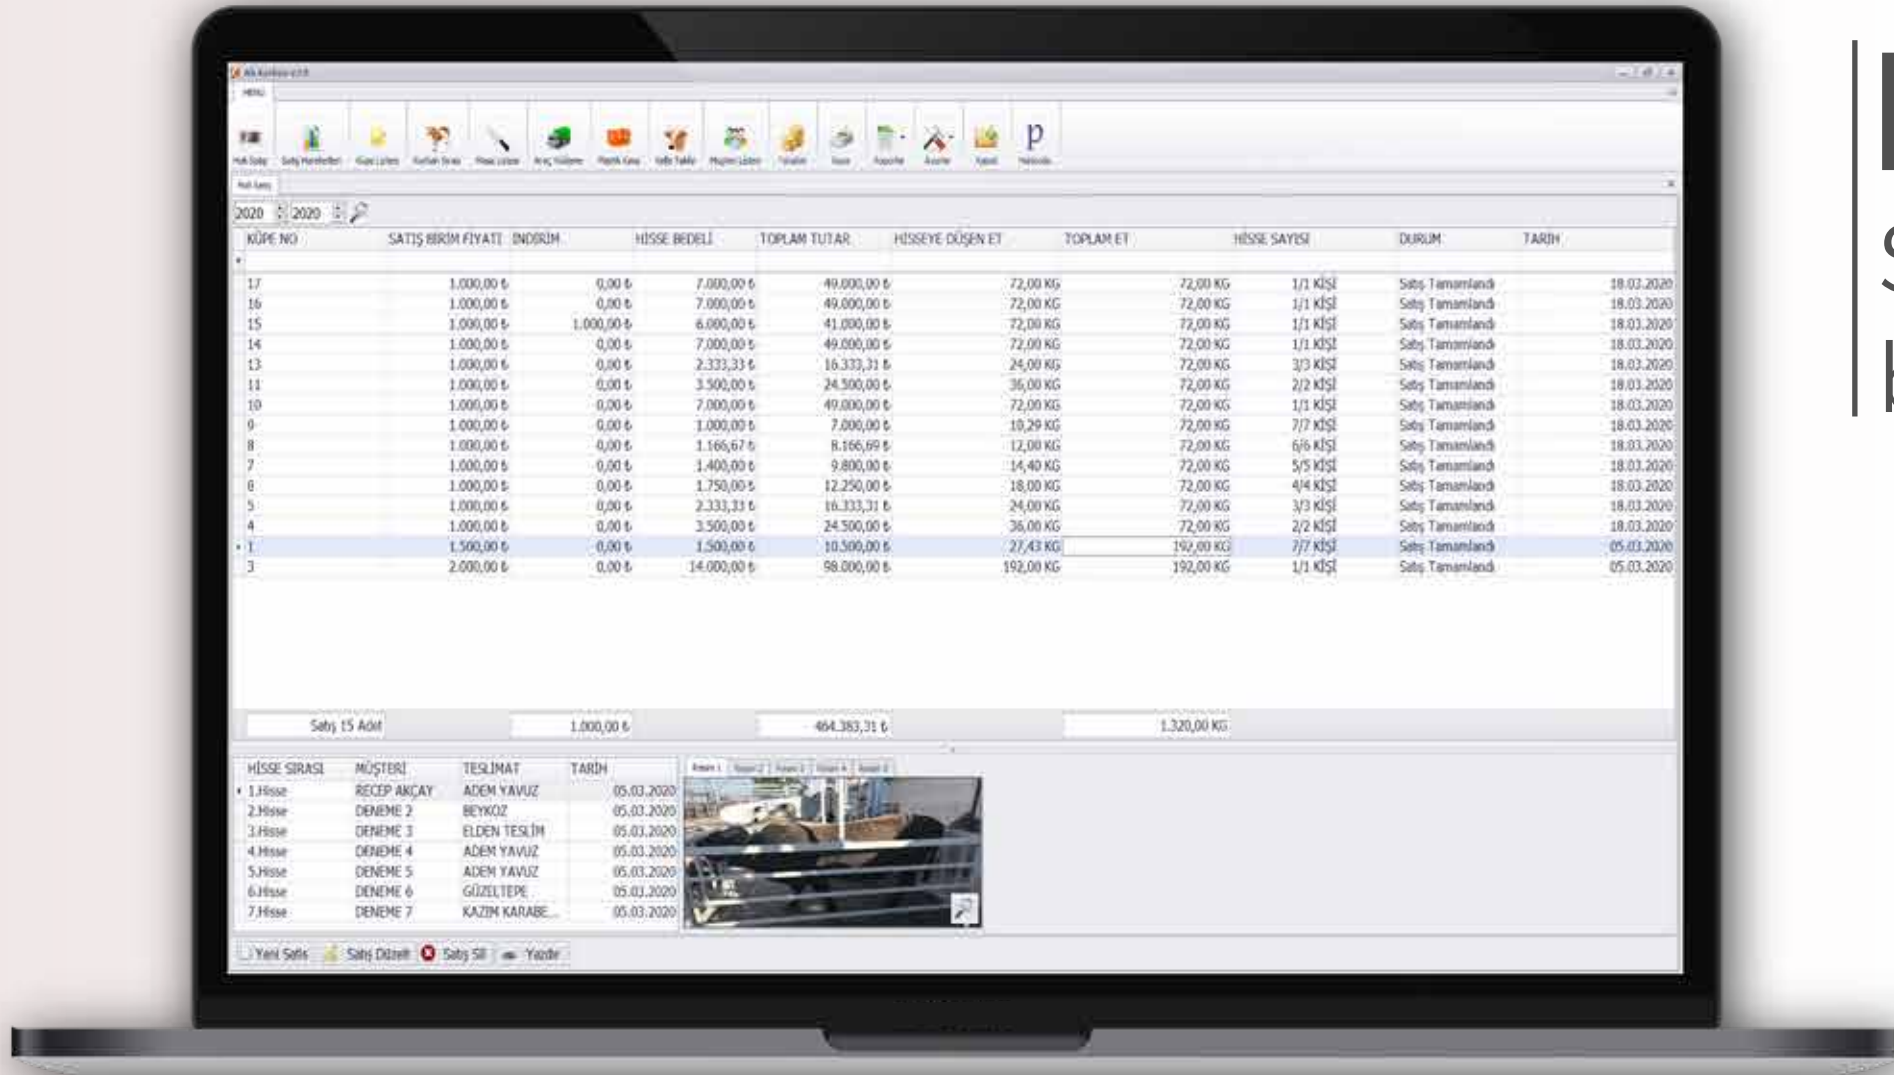 MENÜ
Satış Hareketleri Küpe Listesi Kurban Sırası Araç Yükleme Kelle Takibi Müşteri Listesi Raporlar Ayarlar Hakkında
2020 2020
KÜPE NO SATIŞ BİRİM FİYATI İNDİRİM HİSSE BEDELİ TOPLAM TUTAR HİSSEYE DÜŞEN ET TOPLAM ET HİSSE SAYISI DURUM TARİH
17 1.000,00 ₺ 0,00 ₺ 7.000,00 ₺ 49.000,00 ₺ 72,00 KG 72,00 KG 1/1 KİŞİ Satış Tamamlandı 18.03.2020
16 1.000,00 ₺ 0,00 ₺ 7.000,00 ₺ 49.000,00 ₺ 72,00 KG 72,00 KG 1/1 KİŞİ Satış Tamamlandı 18.03.2020
15 1.000,00 ₺ 1.000,00 ₺ 6.000,00 ₺ 41.000,00 ₺ 72,00 KG 72,00 KG 1/1 KİŞİ Satış Tamamlandı 18.03.2020
14 1.000,00 ₺ 0,00 ₺ 7.000,00 ₺ 49.000,00 ₺ 72,00 KG 72,00 KG 1/1 KİŞİ Satış Tamamlandı 18.03.2020
13 1.000,00 ₺ 0,00 ₺ 2.333,33 ₺ 16.333,31 ₺ 24,00 KG 72,00 KG 3/3 KİŞİ Satış Tamamlandı 18.03.2020
11 1.000,00 ₺ 0,00 ₺ 3.500,00 ₺ 24.500,00 ₺ 36,00 KG 72,00 KG 2/2 KİŞİ Satış Tamamlandı 18.03.2020
10 1.000,00 ₺ 0,00 ₺ 7.000,00 ₺ 49.000,00 ₺ 72,00 KG 72,00 KG 1/1 KİŞİ Satış Tamamlandı 18.03.2020
9 1.000,00 ₺ 0,00 ₺ 1.000,00 ₺ 7.000,00 ₺ 10,29 KG 72,00 KG 7/7 KİŞİ Satış Tamamlandı 18.03.2020
8 1.000,00 ₺ 0,00 ₺ 1.166,67 ₺ 8.166,69 ₺ 12,00 KG 72,00 KG 6/6 KİŞİ Satış Tamamlandı 18.03.2020
7 1.000,00 ₺ 0,00 ₺ 1.400,00 ₺ 9.800,00 ₺ 14,40 KG 72,00 KG 5/5 KİŞİ Satış Tamamlandı 18.03.2020
6 1.000,00 ₺ 0,00 ₺ 1.750,00 ₺ 12.250,00 ₺ 18,00 KG 72,00 KG 4/4 KİŞİ Satış Tamamlandı 18.03.2020
5 1.000,00 ₺ 0,00 ₺ 2.333,33 ₺ 16.333,31 ₺ 24,00 KG 72,00 KG 3/3 KİŞİ Satış Tamamlandı 18.03.2020
4 1.000,00 ₺ 0,00 ₺ 3.500,00 ₺ 24.500,00 ₺ 36,00 KG 72,00 KG 2/2 KİŞİ Satış Tamamlandı 18.03.2020
1 1.500,00 ₺ 0,00 ₺ 1.500,00 ₺ 10.500,00 ₺ 27,43 KG 192,00 KG 7/7 KİŞİ Satış Tamamlandı 05.03.2020
3 2.000,00 ₺ 0,00 ₺ 14.000,00 ₺ 98.000,00 ₺ 192,00 KG 192,00 KG 1/1 KİŞİ Satış Tamamlandı 05.03.2020
Satış 15 Adet 1.000,00 ₺ 464.383,31 ₺ 1.320,00 KG
HİSSE SIRASI MÜŞTERİ TESLİMAT TARİH
1.Hisse RECEP AKÇAY ADEM YAVUZ 05.03.2020
2.Hisse DENEME 2 BEYKOZ 05.03.2020
3.Hisse DENEME 3 ELDEN TESLİM 05.03.2020
4.Hisse DENEME 4 ADEM YAVUZ 05.03.2020
5.Hisse DENEME 5 ADEM YAVUZ 05.03.2020
6.Hisse DENEME 6 GÜZELTEPE 05.03.2020
7.Hisse DENEME 7 KAZIM KARABE... 05.03.2020
Resim 1 Resim 2 Resim 3 Resim 4 Resim 5
Yeni Satış Satış Düzelt Satış Sil Yazdır